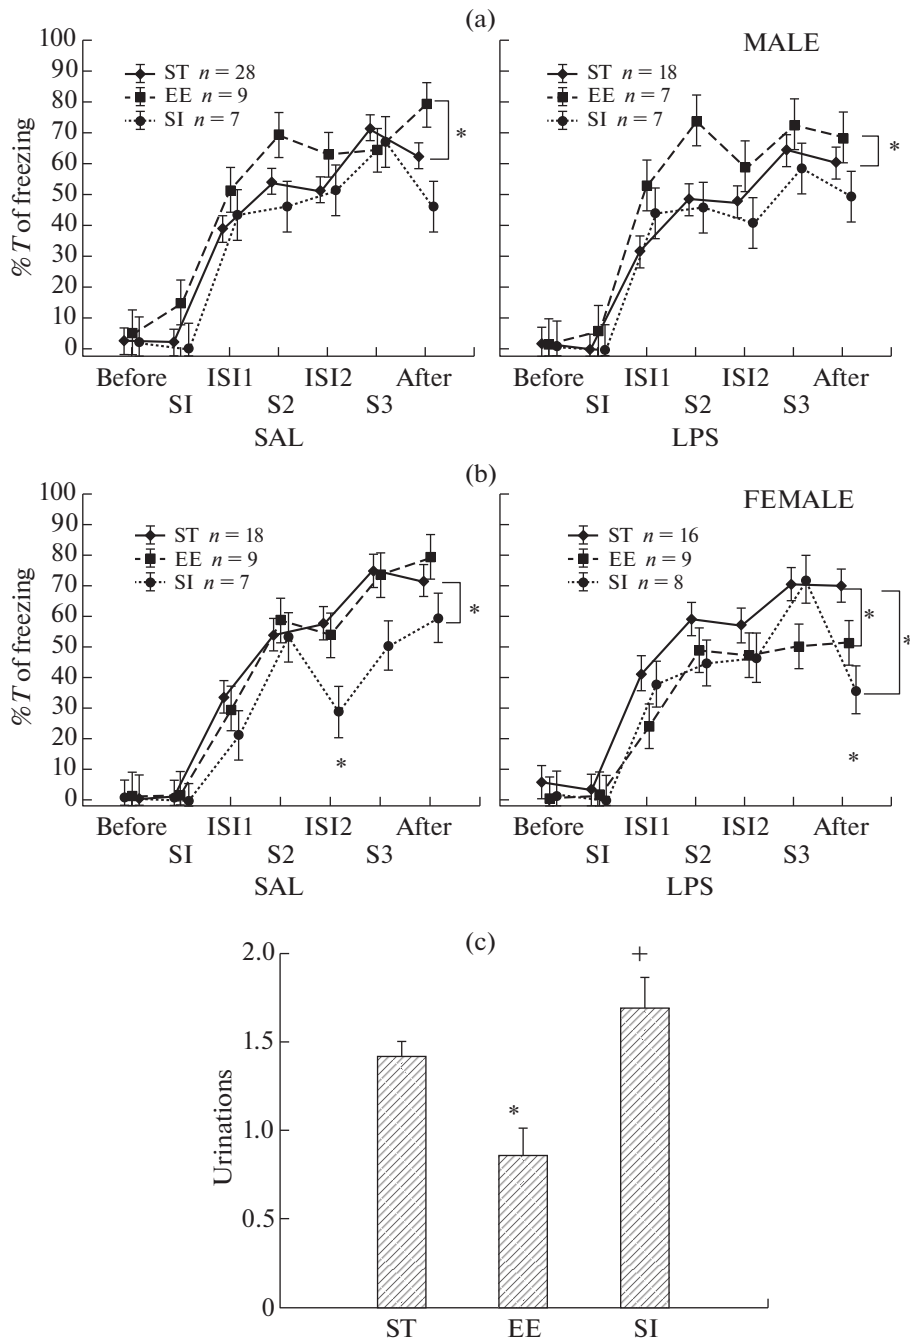 (a)
100
90
80
70
60
50
40
30
20
10
0
% T of freezing
ST n = 28
EE n = 9
SI n = 7
*
Before
SI
ISI1
S2
ISI2
S3
After
SAL
MALE
ST n = 18
EE n = 7
SI n = 7
*
Before
SI
ISI1
S2
ISI2
S3
After
LPS
(b)
100
90
80
70
60
50
40
30
20
10
0
% T of freezing
ST n = 18
EE n = 9
SI n = 7
*
*
Before
SI
ISI1
S2
ISI2
S3
After
SAL
FEMALE
ST n = 16
EE n = 9
SI n = 8
*
*
*
Before
SI
ISI1
S2
ISI2
S3
After
LPS
(c)
2.0
1.5
1.0
0.5
0
Urinations
*
+
ST
EE
SI